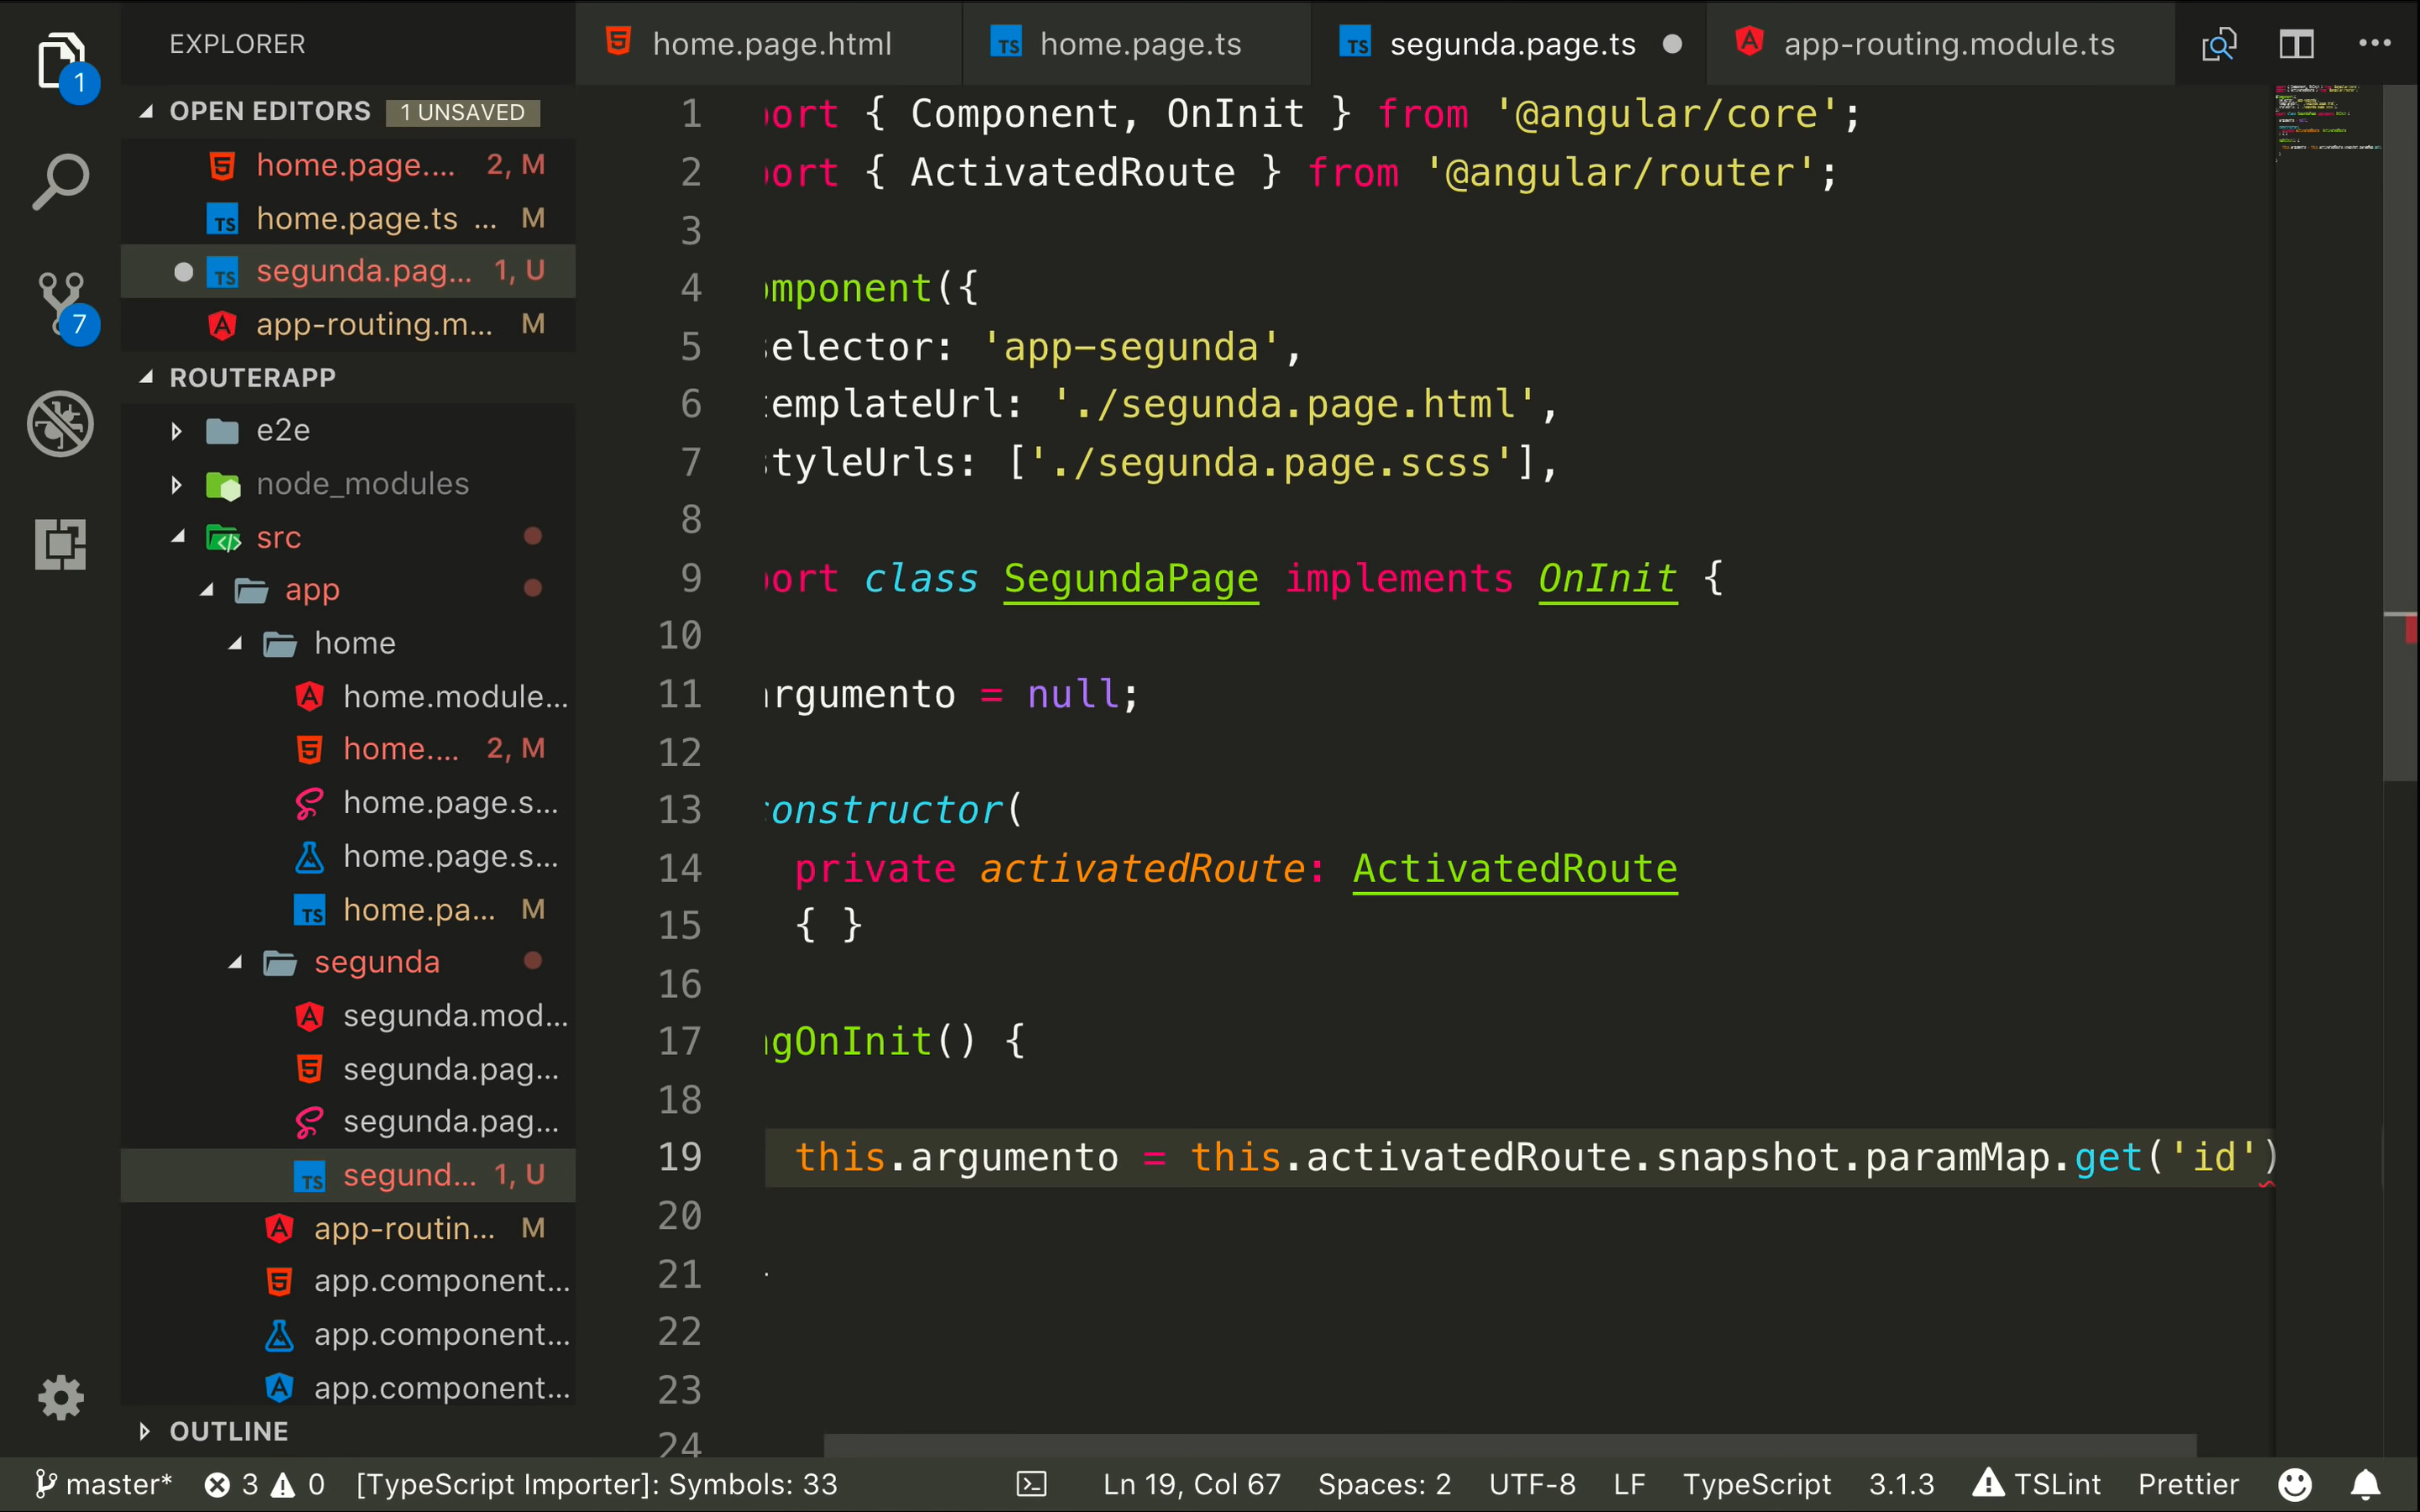 EXPLORER
home.page.html
home.page.ts
segunda.page.ts
app-routing.module.ts
1
OPEN EDITORS 1 UNSAVED
home.page.... 2, M
home.page.ts ... M
segunda.pag... 1, U
app-routing.m... M
7
ROUTERAPP
e2e
node_modules
src
app
home
home.module...
home.... 2, M
home.page.s...
home.page.s...
home.pa... M
segunda
segunda.mod...
segunda.pag...
segunda.pag...
segund... 1, U
app-routin... M
app.component...
app.component...
app.component...
OUTLINE
1 ort { Component, OnInit } from '@angular/core';
2 ort { ActivatedRoute } from '@angular/router';
3
4 mponent({
5 elector: 'app-segunda',
6 emplateUrl: './segunda.page.html',
7 tyleUrls: ['./segunda.page.scss'],
8
9 ort class SegundaPage implements OnInit {
10
11 rgumento = null;
12
13 onstructor(
14 private activatedRoute: ActivatedRoute
15 { }
16
17 gOnInit() {
18
19 this.argumento = this.activatedRoute.snapshot.paramMap.get('id')
20
21
22
23
24
master* 3 0 [TypeScript Importer]: Symbols: 33 Ln 19, Col 67 Spaces: 2 UTF-8 LF TypeScript 3.1.3 TSLint Prettier